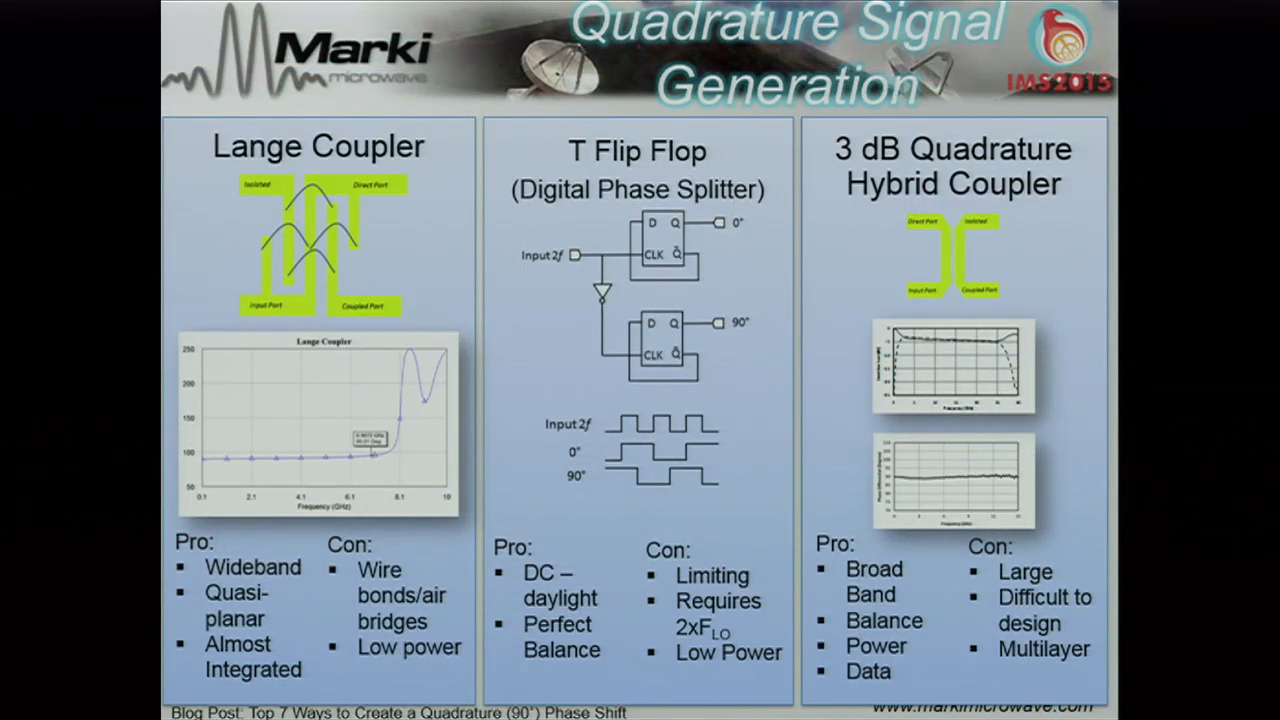 Marki
microwave
Quadrature Signal
Generation
IMS2015
Lange Coupler
Isolated
Direct Port
Input Port
Coupled Port
Lange Coupler
250
200
150
100
50
0.1
2.1
4.1
6.1
8.1
10
Frequency (GHz)
Pro:
▪ Wideband
▪ Quasi-
planar
▪ Almost
Integrated
Con:
▪ Wire
bonds/air
bridges
▪ Low power
T Flip Flop
(Digital Phase Splitter)
D Q
0°
Input 2f
CLK Q̄
D Q
90°
CLK Q̄
Input 2f
0°
90°
Pro:
▪ DC –
daylight
▪ Perfect
Balance
Con:
▪ Limiting
▪ Requires
2xFLO
▪ Low Power
3 dB Quadrature
Hybrid Coupler
Direct Port
Isolated
Input Port
Coupled Port
Pro:
▪ Broad
Band
▪ Balance
▪ Power
▪ Data
Con:
▪ Large
▪ Difficult to
design
▪ Multilayer
Blog Post: Top 7 Ways to Create a Quadrature (90°) Phase Shift
www.markimicrowave.com